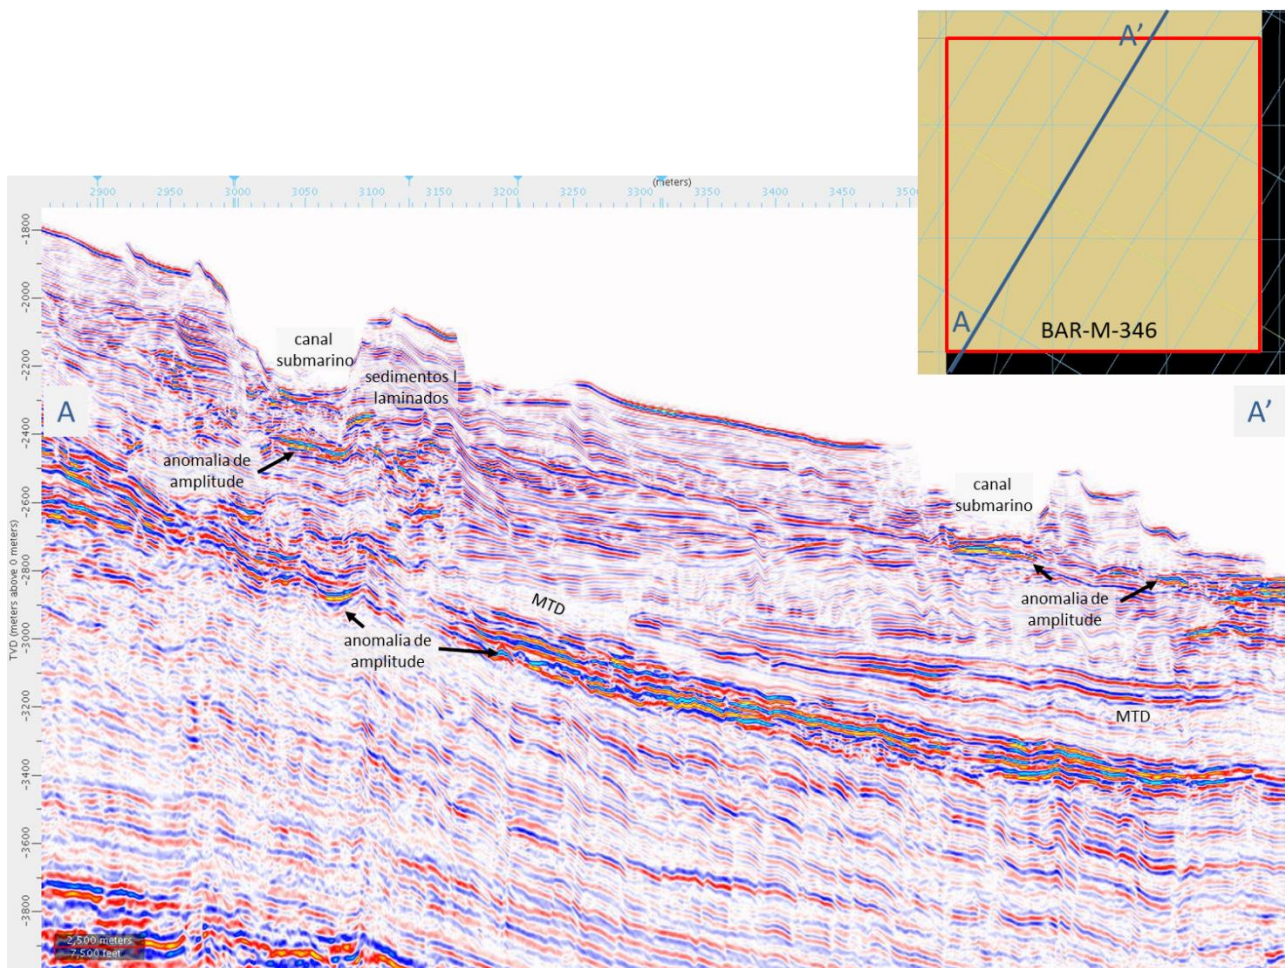 A'
A
BAR-M-346
(meters)
2900 2950 3000 3050 3100 3150 3200 3250 3300 3350 3400 3450 350
TVD (meters above 0 meters)
-1800
-2000
-2200
-2400
-2600
-2800
-3000
-3200
-3400
-3600
-3800
canal
submarino
sedimentos l
laminados
A
A'
anomalia de
amplitude
canal
submarino
MTD
anomalia de
amplitude
anomalia de
amplitude
MTD
2,500 meters
7,500 feet